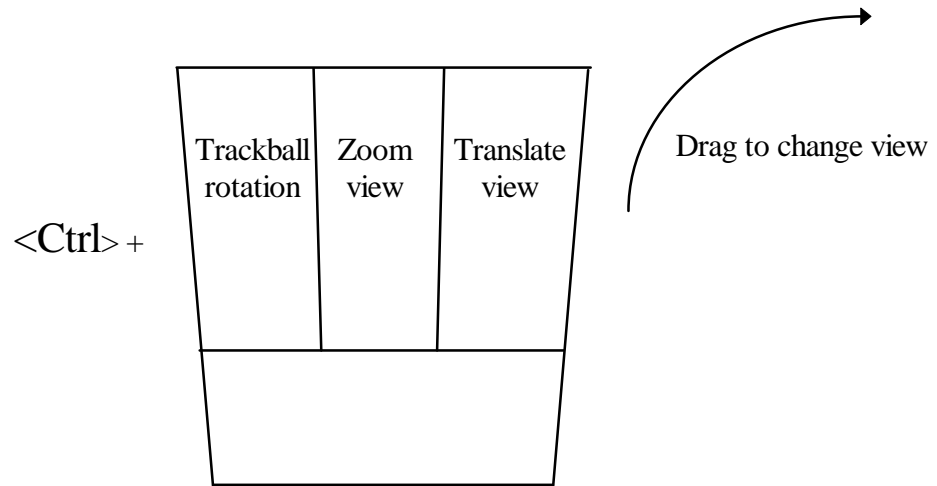 Trackball
rotation
Zoom
view
Translate
view
Drag to change view
<Ctrl> +